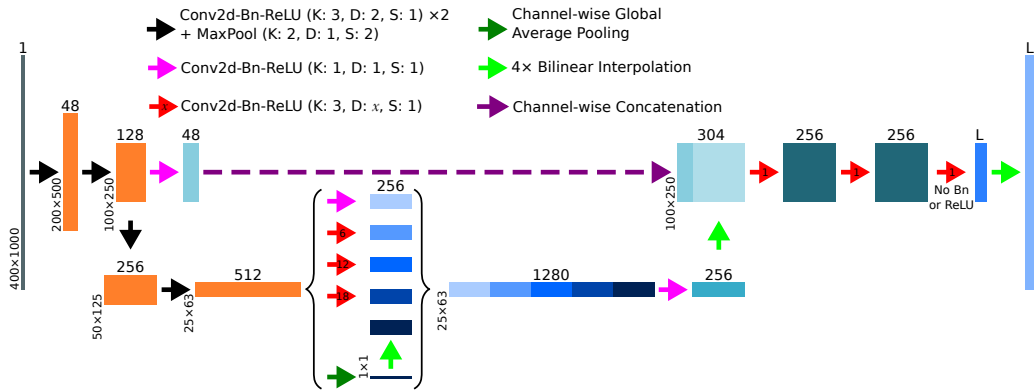 Conv2d-Bn-ReLU (K: 3, D: 2, S: 1) ×2
+ MaxPool (K: 2, D: 1, S: 2)
Channel-wise Global
Average Pooling
Conv2d-Bn-ReLU (K: 1, D: 1, S: 1)
4× Bilinear Interpolation
x
Conv2d-Bn-ReLU (K: 3, D: x, S: 1)
Channel-wise Concatenation
1
400×1000
48
200×500
128
100×250
48
304
100×250
1
256
1
256
1
No Bn
or ReLU
L
L
256
50×125
512
25×63
256
6
12
18
1×1
1280
25×63
256